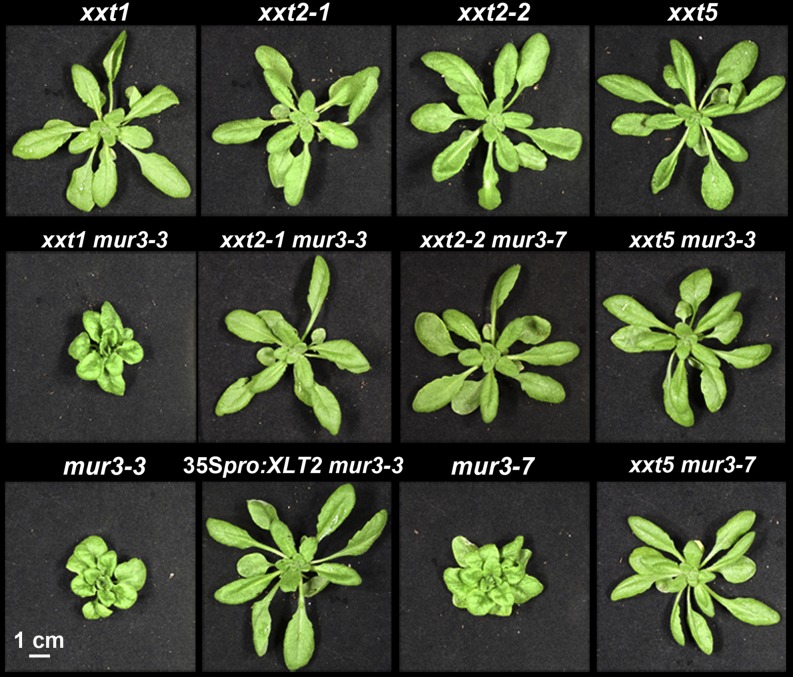 xxt1 xxt2-1 xxt2-2 xxt5
xxt1 mur3-3 xxt2-1 mur3-3 xxt2-2 mur3-7 xxt5 mur3-3
mur3-3 35Spro:XLT2 mur3-3 mur3-7 xxt5 mur3-7
1 cm